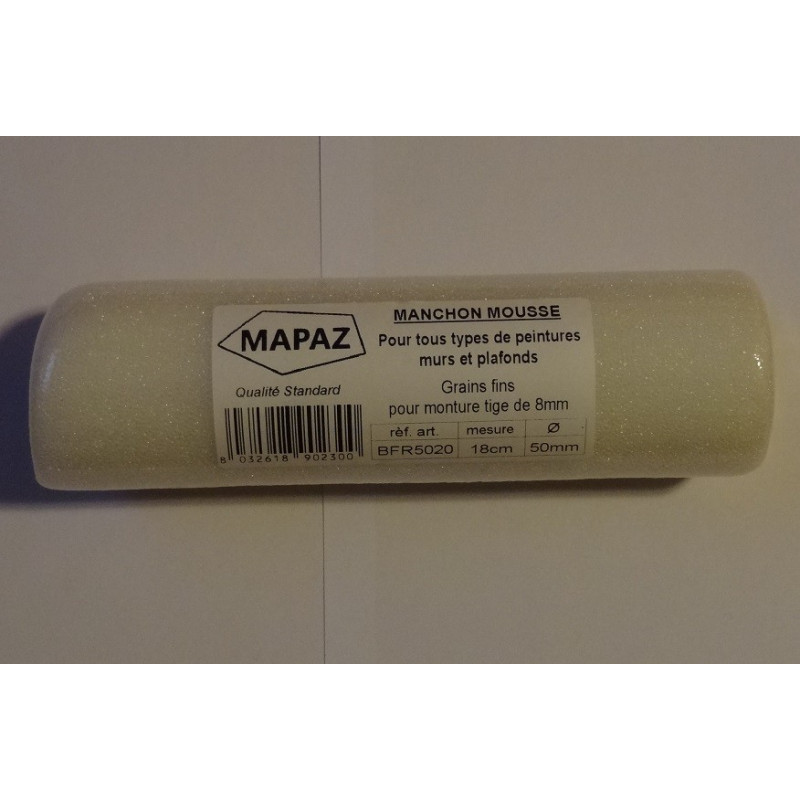 MAPAZ
Qualité Standard
8 032618 902300
MANCHON MOUSSE
Pour tous types de peintures
murs et plafonds
Grains fins
pour monture tige de 8mm
rèf. art. mesure Ø
BFR5020 18cm 50mm